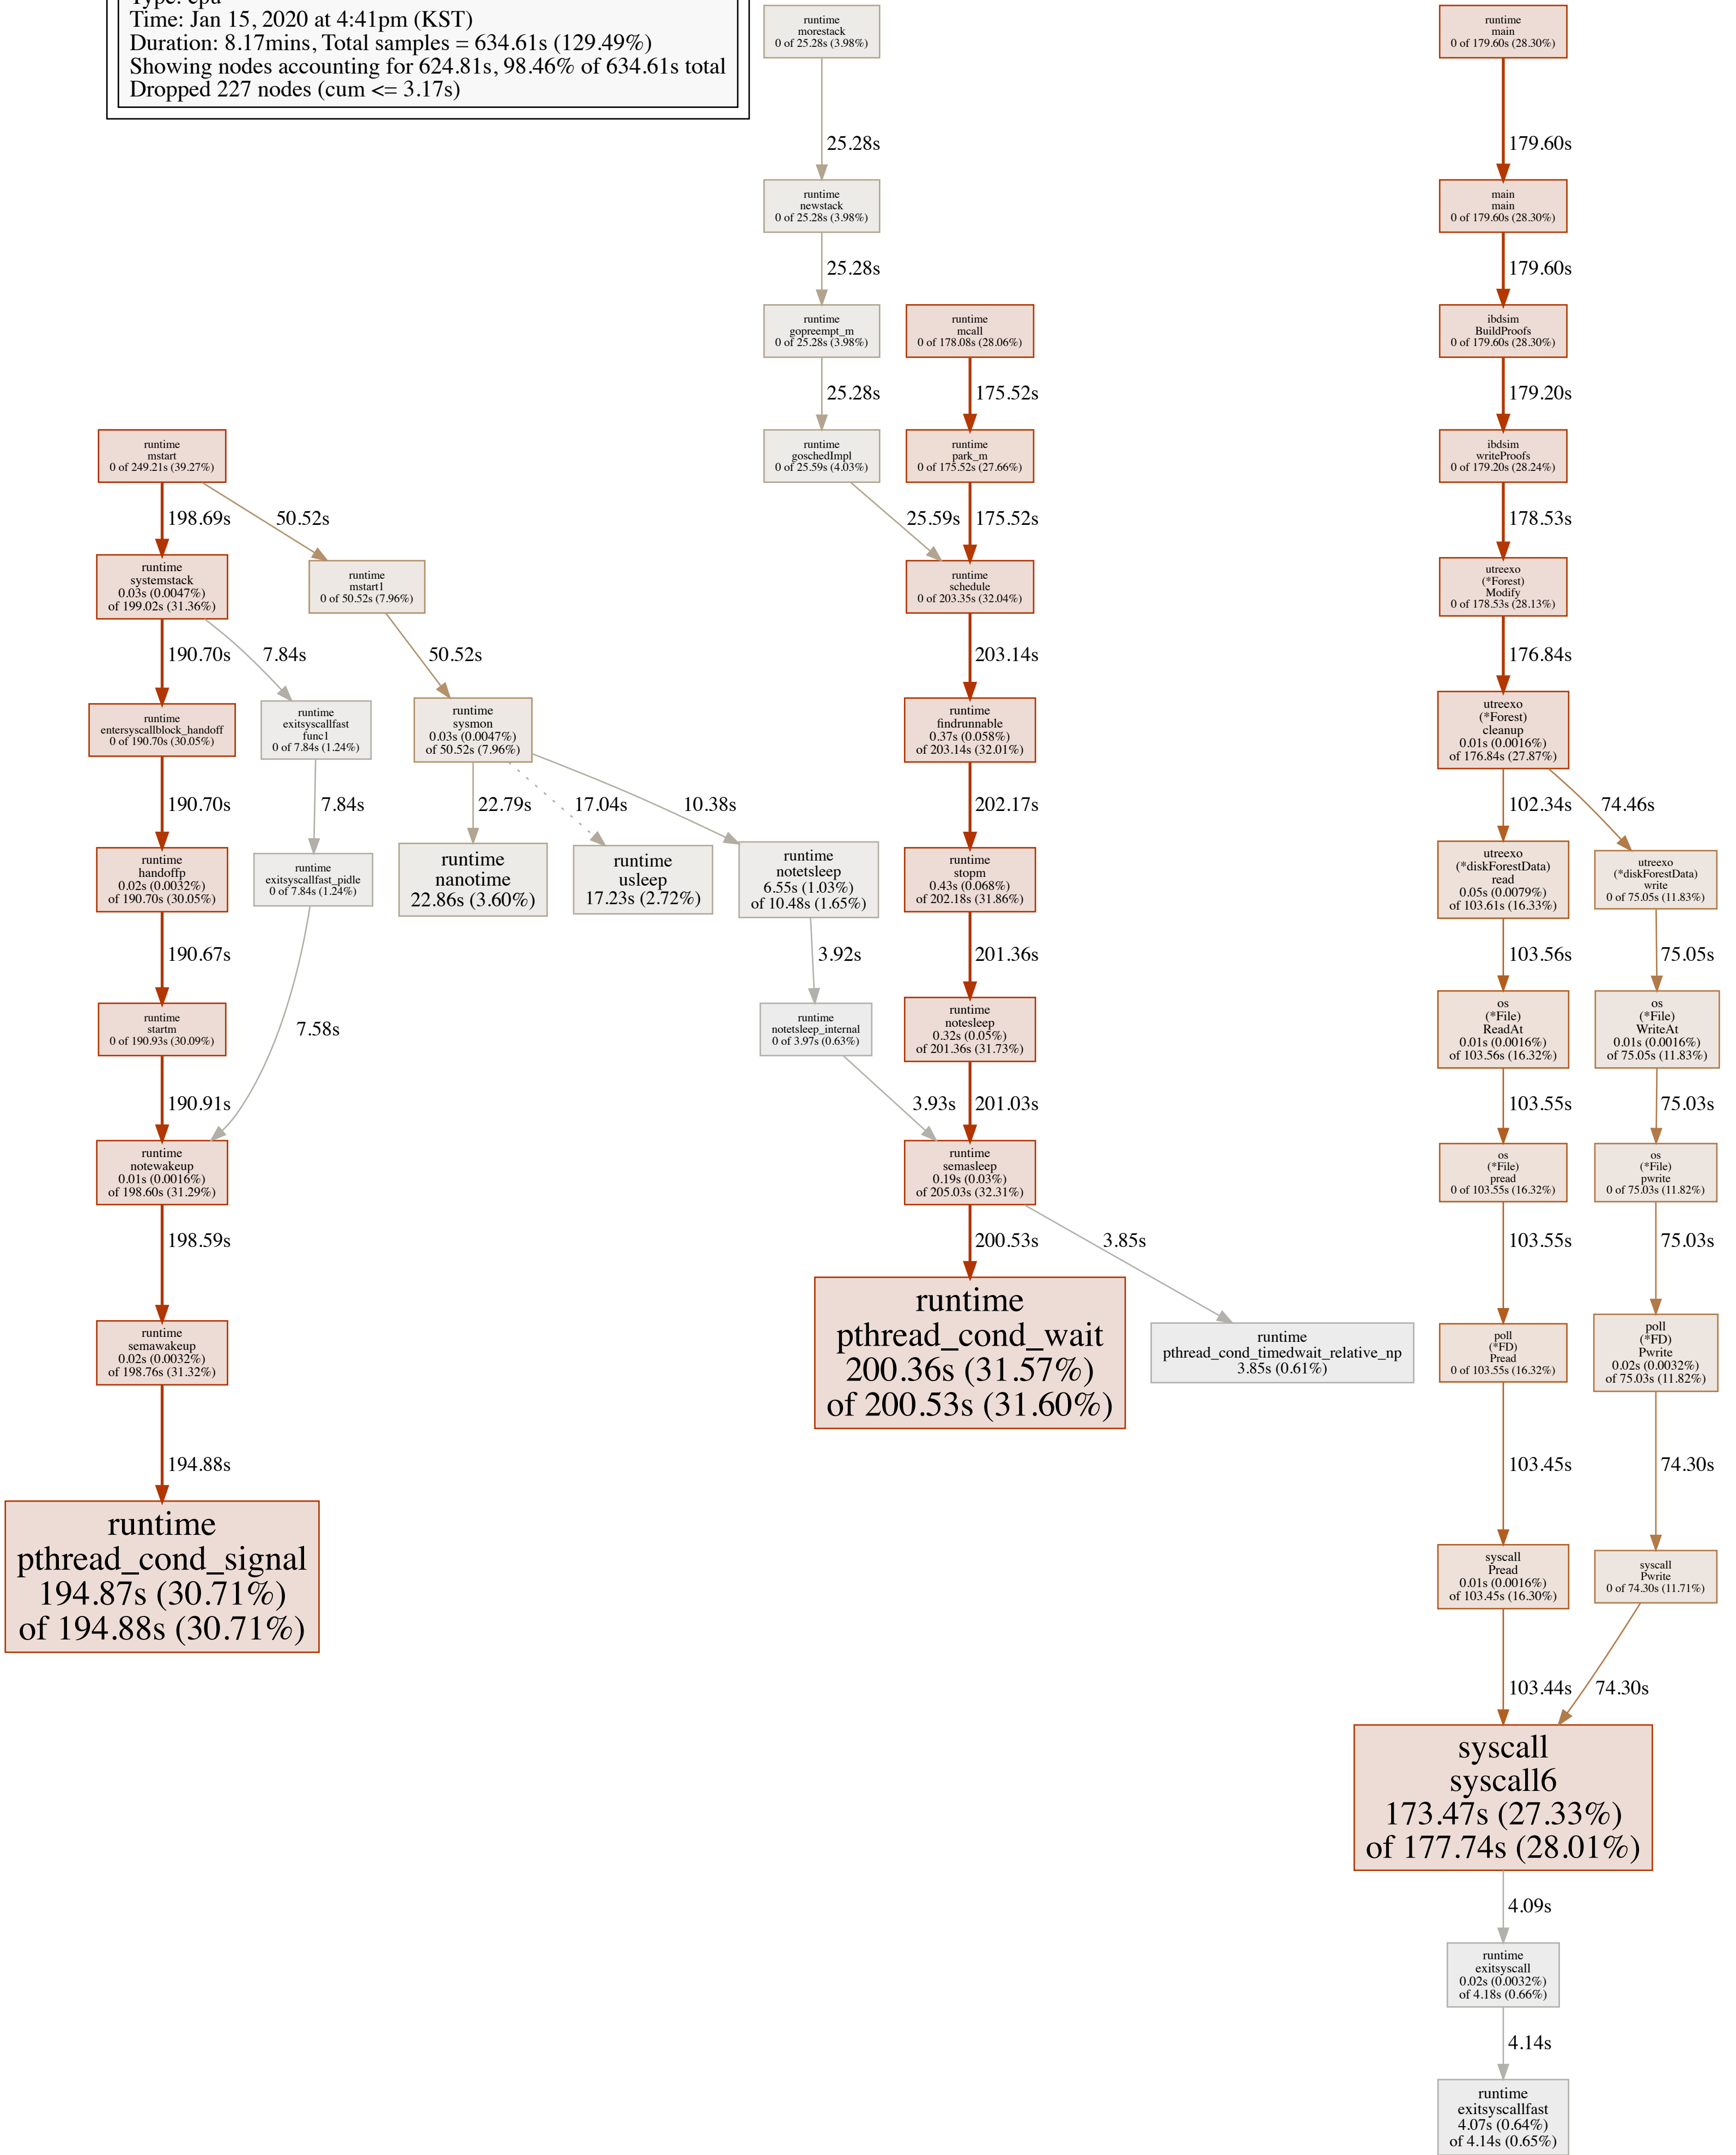 Type: cpu
Time: Jan 15, 2020 at 4:41pm (KST)
Duration: 8.17mins, Total samples = 634.61s (129.49%)
Showing nodes accounting for 624.81s, 98.46% of 634.61s total
Dropped 227 nodes (cum <= 3.17s)
runtime
morestack
0 of 25.28s (3.98%)
runtime
main
0 of 179.60s (28.30%)
25.28s
179.60s
runtime
newstack
0 of 25.28s (3.98%)
main
main
0 of 179.60s (28.30%)
25.28s
179.60s
runtime
gopreempt_m
0 of 25.28s (3.98%)
runtime
mcall
0 of 178.08s (28.06%)
ibdsim
BuildProofs
0 of 179.60s (28.30%)
25.28s
175.52s
179.20s
runtime
mstart
0 of 249.21s (39.27%)
runtime
goschedImpl
0 of 25.59s (4.03%)
runtime
park_m
0 of 175.52s (27.66%)
ibdsim
writeProofs
0 of 179.20s (28.24%)
198.69s
50.52s
25.59s
175.52s
178.53s
runtime
systemstack
0.03s (0.0047%)
of 199.02s (31.36%)
runtime
mstart1
0 of 50.52s (7.96%)
runtime
schedule
0 of 203.35s (32.04%)
utreexo
(*Forest)
Modify
0 of 178.53s (28.13%)
190.70s
7.84s
50.52s
203.14s
176.84s
runtime
entersyscallblock_handoff
0 of 190.70s (30.05%)
runtime
exitsyscallfast
func1
0 of 7.84s (1.24%)
runtime
sysmon
0.03s (0.0047%)
of 50.52s (7.96%)
runtime
findrunnable
0.37s (0.058%)
of 203.14s (32.01%)
utreexo
(*Forest)
cleanup
0.01s (0.0016%)
of 176.84s (27.87%)
190.70s
7.84s
22.79s
17.04s
10.38s
202.17s
102.34s
74.46s
runtime
handoffp
0.02s (0.0032%)
of 190.70s (30.05%)
runtime
exitsyscallfast_pidle
0 of 7.84s (1.24%)
runtime
nanotime
22.86s (3.60%)
runtime
usleep
17.23s (2.72%)
runtime
notetsleep
6.55s (1.03%)
of 10.48s (1.65%)
runtime
stopm
0.43s (0.068%)
of 202.18s (31.86%)
utreexo
(*diskForestData)
read
0.05s (0.0079%)
of 103.61s (16.33%)
utreexo
(*diskForestData)
write
0 of 75.05s (11.83%)
190.67s
3.92s
201.36s
103.56s
75.05s
runtime
startm
0 of 190.93s (30.09%)
7.58s
runtime
notetsleep_internal
0 of 3.97s (0.63%)
runtime
notesleep
0.32s (0.05%)
of 201.36s (31.73%)
os
(*File)
ReadAt
0.01s (0.0016%)
of 103.56s (16.32%)
os
(*File)
WriteAt
0.01s (0.0016%)
of 75.05s (11.83%)
190.91s
3.93s
201.03s
103.55s
75.03s
runtime
notewakeup
0.01s (0.0016%)
of 198.60s (31.29%)
runtime
semasleep
0.19s (0.03%)
of 205.03s (32.31%)
os
(*File)
pread
0 of 103.55s (16.32%)
os
(*File)
pwrite
0 of 75.03s (11.82%)
198.59s
200.53s
3.85s
103.55s
75.03s
runtime
semawakeup
0.02s (0.0032%)
of 198.76s (31.32%)
runtime
pthread_cond_wait
200.36s (31.57%)
of 200.53s (31.60%)
runtime
pthread_cond_timedwait_relative_np
3.85s (0.61%)
poll
(*FD)
Pread
0 of 103.55s (16.32%)
poll
(*FD)
Pwrite
0.02s (0.0032%)
of 75.03s (11.82%)
194.88s
103.45s
74.30s
runtime
pthread_cond_signal
194.87s (30.71%)
of 194.88s (30.71%)
syscall
Pread
0.01s (0.0016%)
of 103.45s (16.30%)
syscall
Pwrite
0 of 74.30s (11.71%)
103.44s
74.30s
syscall
syscall6
173.47s (27.33%)
of 177.74s (28.01%)
4.09s
runtime
exitsyscall
0.02s (0.0032%)
of 4.18s (0.66%)
4.14s
runtime
exitsyscallfast
4.07s (0.64%)
of 4.14s (0.65%)